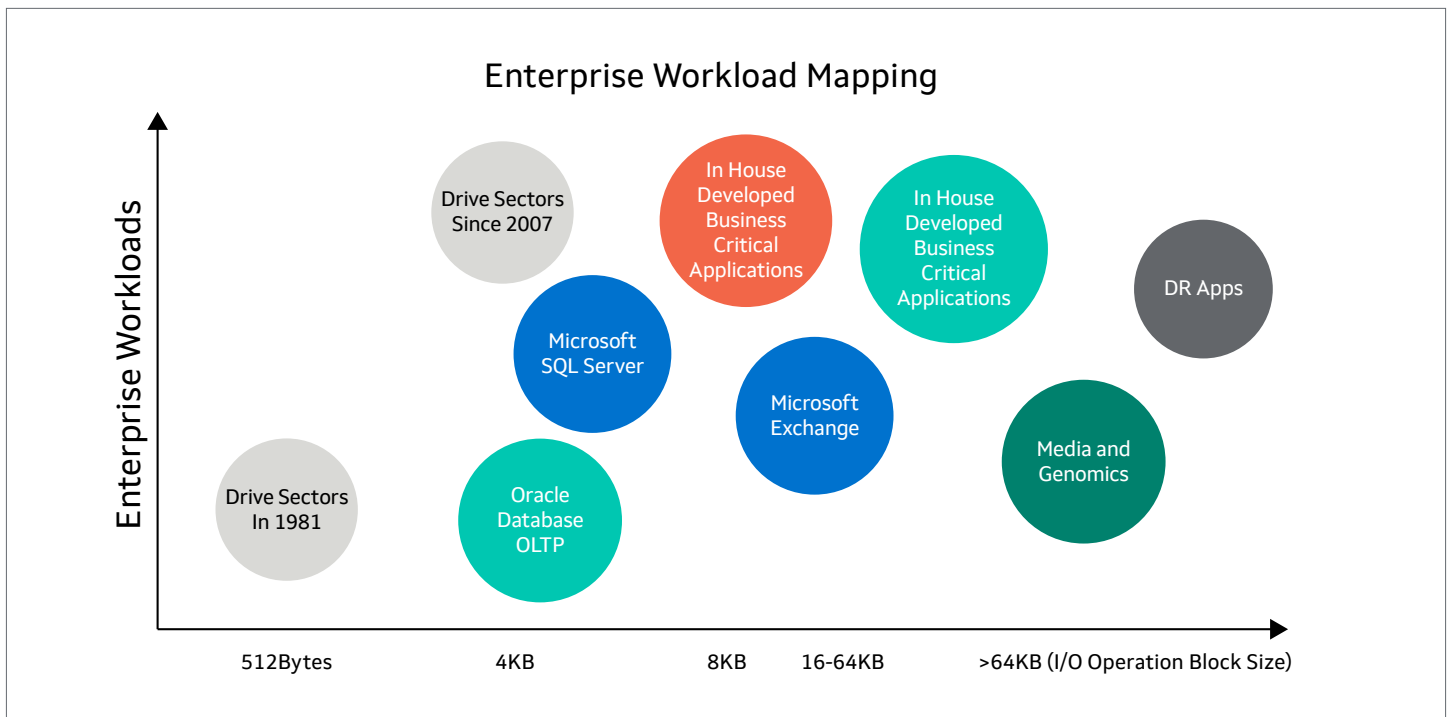 Enterprise Workload Mapping
Enterprise Workloads
Drive Sectors
Since 2007
In House
Developed
Business
Critical
Applications
In House
Developed
Business
Critical
Applications
DR Apps
Microsoft
SQL Server
Microsoft
Exchange
Media and
Genomics
Drive Sectors
In 1981
Oracle
Database
OLTP
512Bytes
4KB
8KB
16-64KB
>64KB (I/O Operation Block Size)